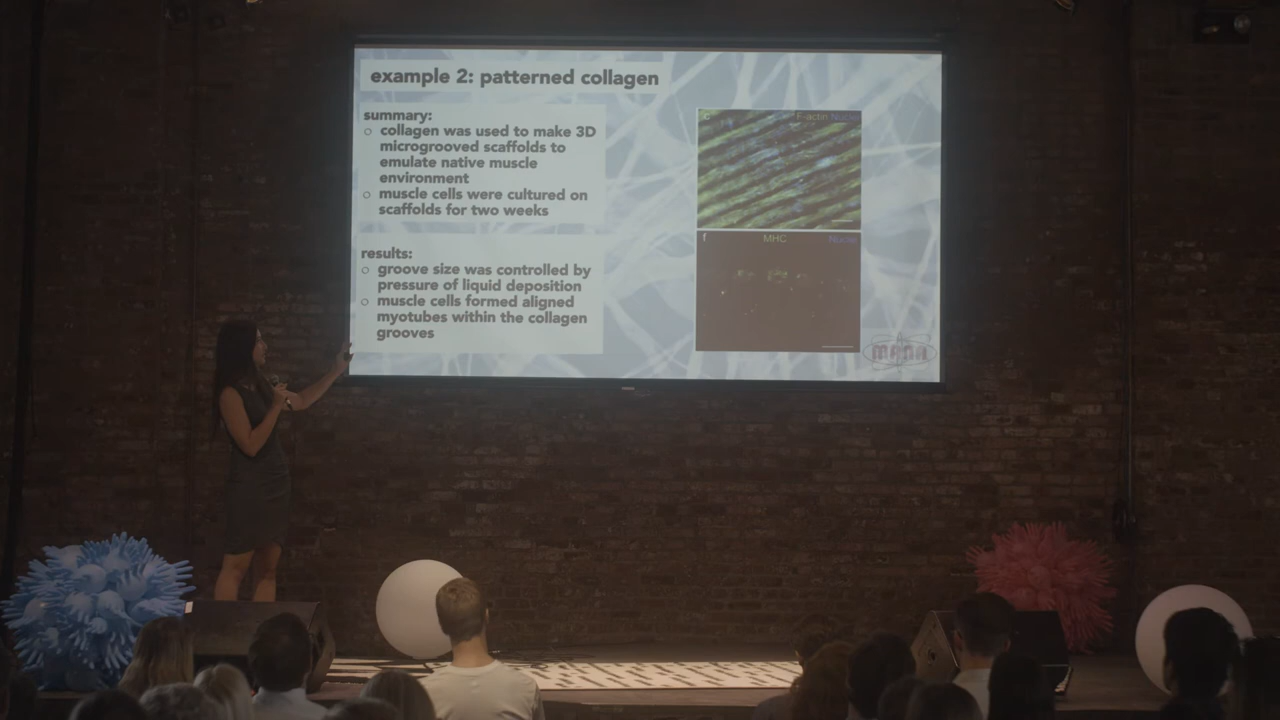 example 2: patterned collagen
summary:
collagen was used to make 3D
microgrooved scaffolds to
emulate native muscle
environment
muscle cells were cultured on
scaffolds for two weeks
results:
groove size was controlled by
pressure of liquid deposition
muscle cells formed aligned
myotubes within the collagen
grooves
c F-actin Nuclei
f MHC Nuclei